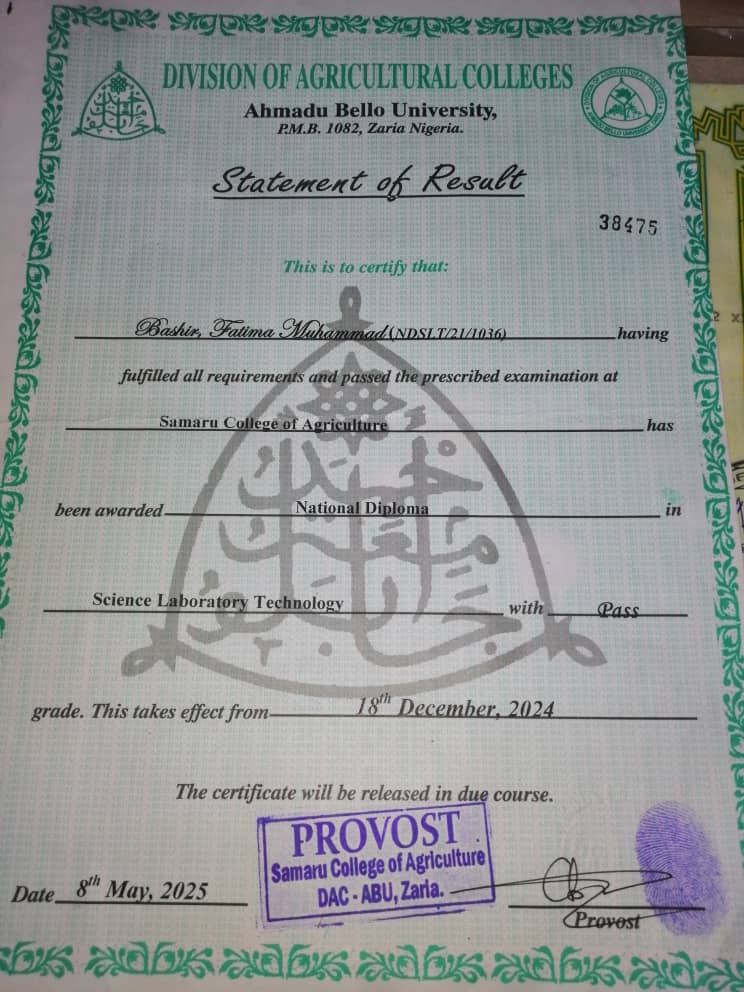 DIVISION OF AGRICULTURAL COLLEGES
Ahmadu Bello University,
P.M.B. 1082, Zaria Nigeria.
Statement of Result
38475
This is to certify that:
Bashir, Fatima Muhammad (NDSLT/21/1036) having
fulfilled all requirements and passed the prescribed examination at
Samaru College of Agriculture has
been awarded National Diploma in
Science Laboratory Technology with Pass
grade. This takes effect from 18th December, 2024
The certificate will be released in due course.
PROVOST
Samaru College of Agriculture
DAC - ABU, Zaria.
Date 8th May, 2025
Provost